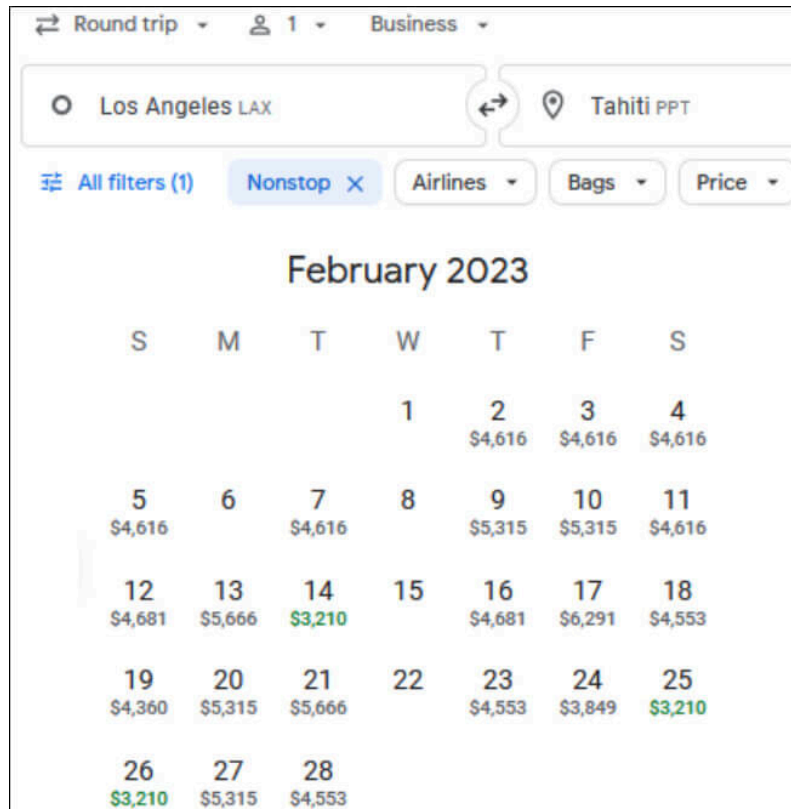 Round trip 1 Business
Los Angeles LAX Tahiti PPT
All filters (1) Nonstop Airlines Bags Price
February 2023
S M T W T F S
1 2 3 4
$4,616 $4,616 $4,616
5 6 7 8 9 10 11
$4,616 $4,616 $5,315 $5,315 $4,616
12 13 14 15 16 17 18
$4,681 $5,666 $3,210 $4,681 $6,291 $4,553
19 20 21 22 23 24 25
$4,360 $5,315 $5,666 $4,553 $3,849 $3,210
26 27 28
$3,210 $5,315 $4,553